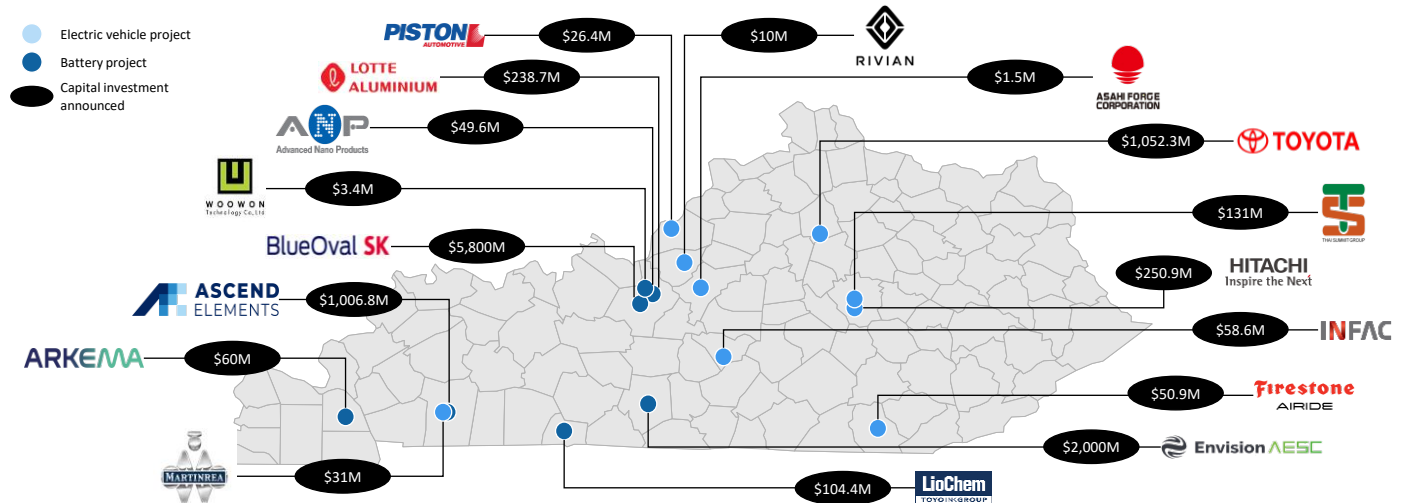 Electric vehicle project
Battery project
Capital investment
announced
PISTON
AUTOMOTIVE
$26.4M
$10M
RIVIAN
LOTTE
ALUMINIUM
$238.7M
$1.5M
ASAHI FORGE
CORPORATION
ANP
Advanced Nano Products
$49.6M
$1,052.3M
TOYOTA
WOOWON
Technology Co,Ltd
$3.4M
$131M
TS
THAI SUMMIT GROUP
BlueOval SK
$5,800M
$250.9M
HITACHI
Inspire the Next
ASCEND
ELEMENTS
$1,006.8M
$58.6M
INFAC
ARKEMA
$60M
$50.9M
Firestone
AIRIDE
$2,000M
Envision AESC
MARTINREA
$31M
$104.4M
LioChem
TOYO INK GROUP